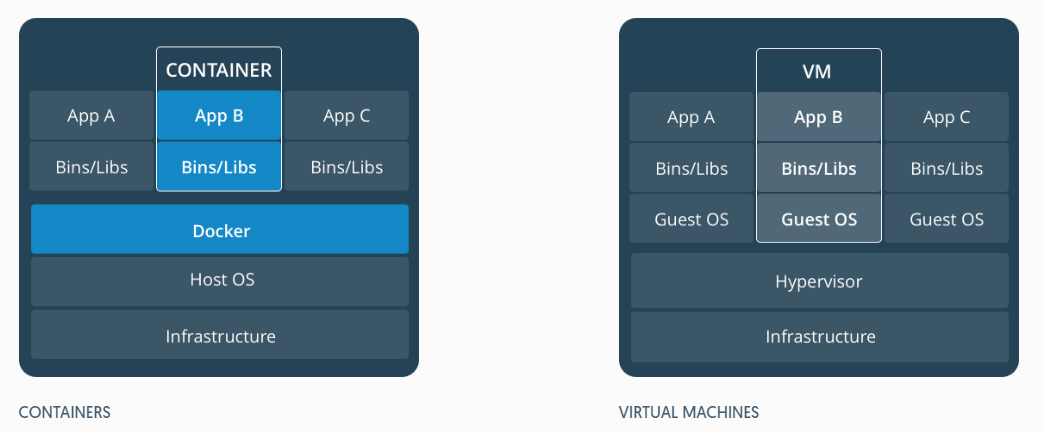 CONTAINER
App A
App B
App C
Bins/Libs
Bins/Libs
Bins/Libs
Docker
Host OS
Infrastructure
CONTAINERS
VM
App A
App B
App C
Bins/Libs
Bins/Libs
Bins/Libs
Guest OS
Guest OS
Guest OS
Hypervisor
Infrastructure
VIRTUAL MACHINES